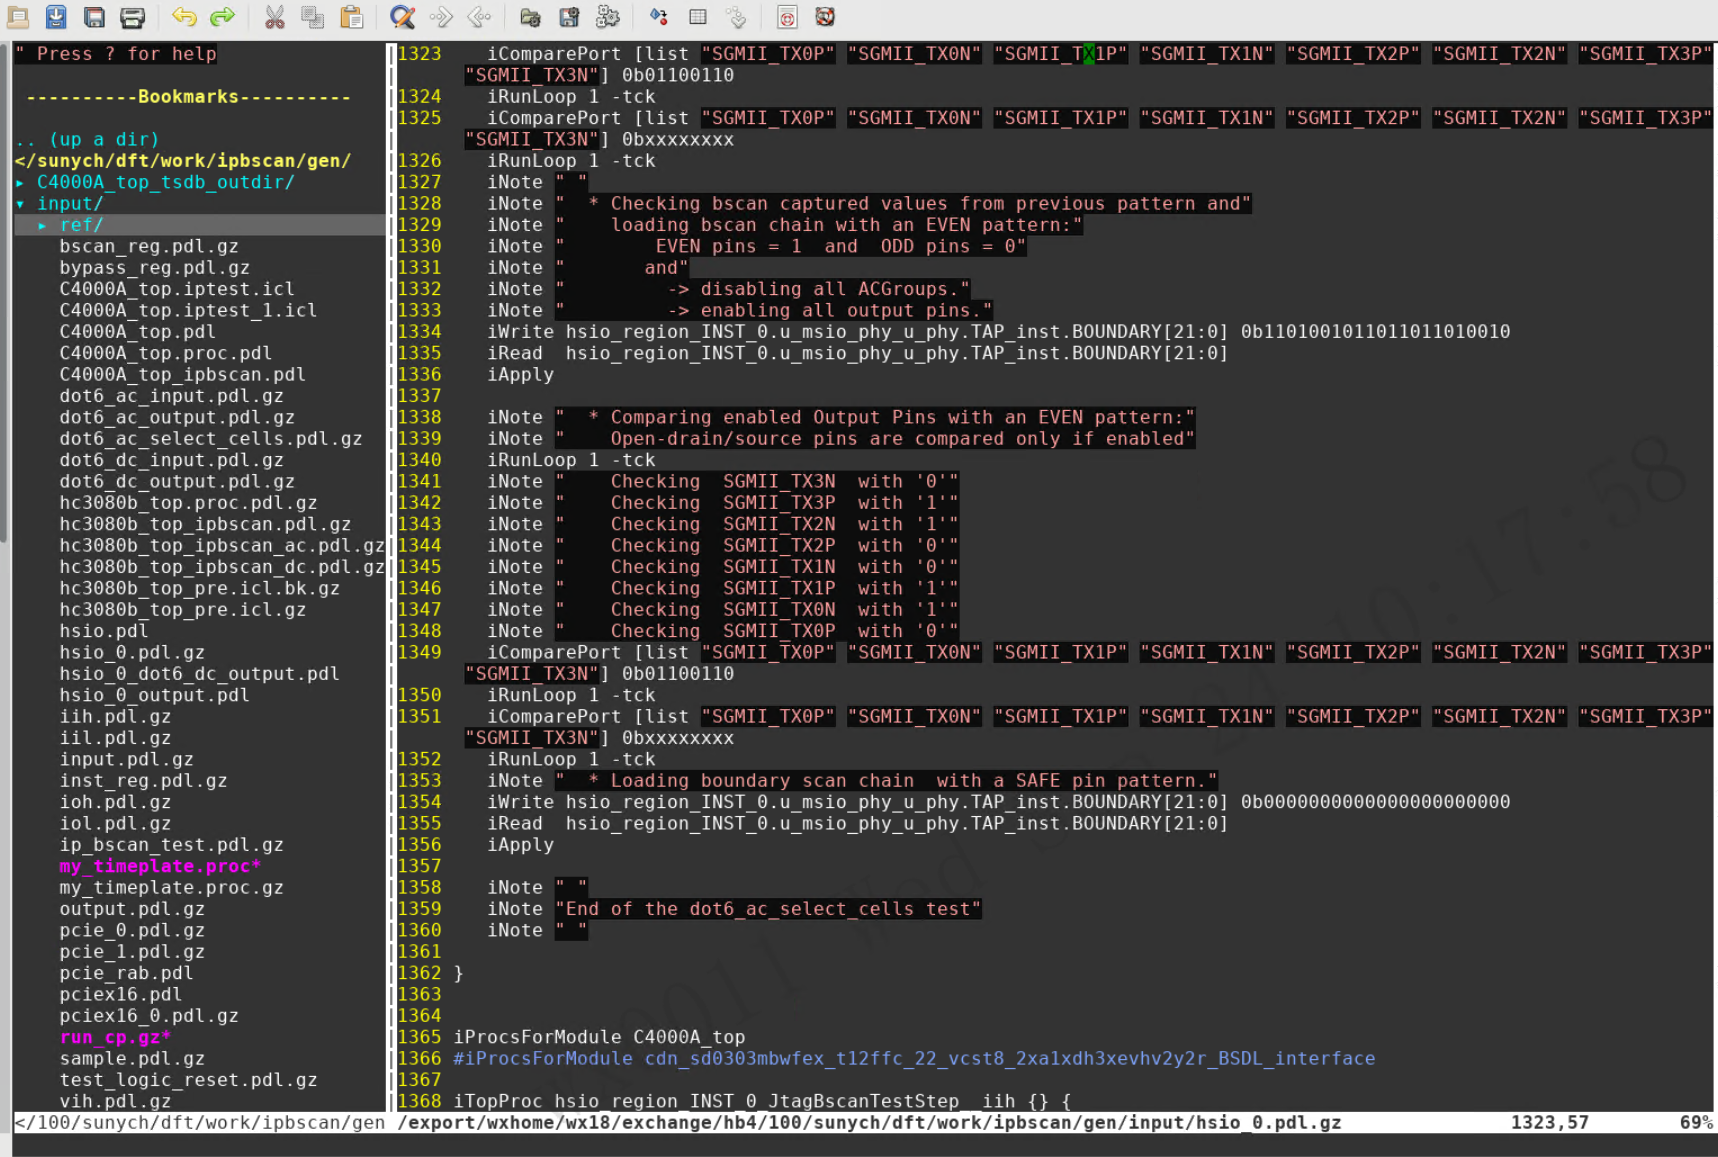 " Press ? for help
----------Bookmarks----------
.. (up a dir)
</sunych/dft/work/ipbscan/gen/
▸ C4000A_top_tsdb_outdir/
▾ input/
▸ ref/
bscan_reg.pdl.gz
bypass_reg.pdl.gz
C4000A_top.iptest.icl
C4000A_top.iptest_1.icl
C4000A_top.pdl
C4000A_top.proc.pdl
C4000A_top_ipbscan.pdl
dot6_ac_input.pdl.gz
dot6_ac_output.pdl.gz
dot6_ac_select_cells.pdl.gz
dot6_dc_input.pdl.gz
dot6_dc_output.pdl.gz
hc3080b_top.proc.pdl.gz
hc3080b_top_ipbscan.pdl.gz
hc3080b_top_ipbscan_ac.pdl.gz
hc3080b_top_ipbscan_dc.pdl.gz
hc3080b_top_pre.icl.bk.gz
hc3080b_top_pre.icl.gz
hsio.pdl
hsio_0.pdl.gz
hsio_0_dot6_dc_output.pdl
hsio_0_output.pdl
iih.pdl.gz
iil.pdl.gz
input.pdl.gz
inst_reg.pdl.gz
ioh.pdl.gz
iol.pdl.gz
ip_bscan_test.pdl.gz
my_timeplate.proc*
my_timeplate.proc.gz
output.pdl.gz
pcie_0.pdl.gz
pcie_1.pdl.gz
pcie_rab.pdl
pciex16.pdl
pciex16_0.pdl.gz
run_cp.gz*
sample.pdl.gz
test_logic_reset.pdl.gz
vih.pdl.gz
</100/sunych/dft/work/ipbscan/gen
1323 iComparePort [list "SGMII_TX0P" "SGMII_TX0N" "SGMII_TX1P" "SGMII_TX1N" "SGMII_TX2P" "SGMII_TX2N" "SGMII_TX3P"
"SGMII_TX3N"] 0b01100110
1324 iRunLoop 1 -tck
1325 iComparePort [list "SGMII_TX0P" "SGMII_TX0N" "SGMII_TX1P" "SGMII_TX1N" "SGMII_TX2P" "SGMII_TX2N" "SGMII_TX3P"
"SGMII_TX3N"] 0bxxxxxxxx
1326 iRunLoop 1 -tck
1327 iNote " "
1328 iNote "  * Checking bscan captured values from previous pattern and"
1329 iNote "    loading bscan chain with an EVEN pattern:"
1330 iNote "        EVEN pins = 1  and  ODD pins = 0"
1331 iNote "       and"
1332 iNote "         -> disabling all ACGroups."
1333 iNote "         -> enabling all output pins."
1334 iWrite hsio_region_INST_0.u_msio_phy_u_phy.TAP_inst.BOUNDARY[21:0] 0b1101001011011011010010
1335 iRead  hsio_region_INST_0.u_msio_phy_u_phy.TAP_inst.BOUNDARY[21:0]
1336 iApply
1337
1338 iNote "  * Comparing enabled Output Pins with an EVEN pattern:"
1339 iNote "    Open-drain/source pins are compared only if enabled"
1340 iRunLoop 1 -tck
1341 iNote "    Checking  SGMII_TX3N  with '0'"
1342 iNote "    Checking  SGMII_TX3P  with '1'"
1343 iNote "    Checking  SGMII_TX2N  with '1'"
1344 iNote "    Checking  SGMII_TX2P  with '0'"
1345 iNote "    Checking  SGMII_TX1N  with '0'"
1346 iNote "    Checking  SGMII_TX1P  with '1'"
1347 iNote "    Checking  SGMII_TX0N  with '1'"
1348 iNote "    Checking  SGMII_TX0P  with '0'"
1349 iComparePort [list "SGMII_TX0P" "SGMII_TX0N" "SGMII_TX1P" "SGMII_TX1N" "SGMII_TX2P" "SGMII_TX2N" "SGMII_TX3P"
"SGMII_TX3N"] 0b01100110
1350 iRunLoop 1 -tck
1351 iComparePort [list "SGMII_TX0P" "SGMII_TX0N" "SGMII_TX1P" "SGMII_TX1N" "SGMII_TX2P" "SGMII_TX2N" "SGMII_TX3P"
"SGMII_TX3N"] 0bxxxxxxxx
1352 iRunLoop 1 -tck
1353 iNote "  * Loading boundary scan chain  with a SAFE pin pattern."
1354 iWrite hsio_region_INST_0.u_msio_phy_u_phy.TAP_inst.BOUNDARY[21:0] 0b0000000000000000000000
1355 iRead  hsio_region_INST_0.u_msio_phy_u_phy.TAP_inst.BOUNDARY[21:0]
1356 iApply
1357
1358 iNote " "
1359 iNote "End of the dot6_ac_select_cells test"
1360 iNote " "
1361
1362 }
1363
1364
1365 iProcsForModule C4000A_top
1366 #iProcsForModule cdn_sd0303mbwfex_t12ffc_22_vcst8_2xa1xdh3xevhv2y2r_BSDL_interface
1367
1368 iTopProc hsio_region_INST_0_JtagBscanTestStep__iih {} {
/export/wxhome/wx18/exchange/hb4/100/sunych/dft/work/ipbscan/gen/input/hsio_0.pdl.gz 1323,57 69%